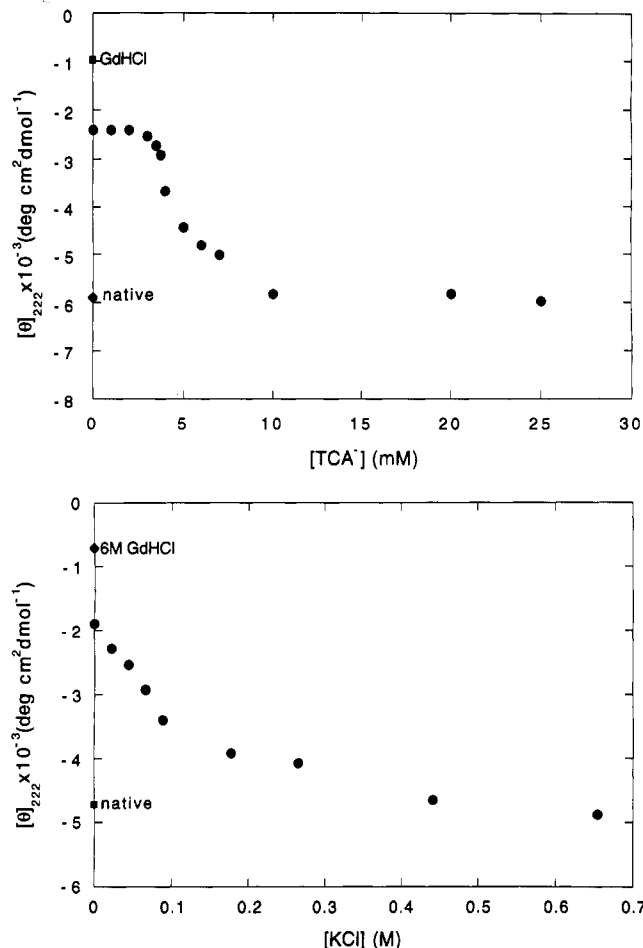 0
GdHCl
- 1
- 2
- 3
- 4
- 5
native
- 6
- 7
- 8
[θ]222 x10-3(deg cm2dmol-1)
0 5 10 15 20 25 30
[TCA-] (mM)
0
6M GdHCl
- 1
- 2
- 3
- 4
native
- 5
- 6
[θ]222 x10-3(deg cm2dmol-1)
0 0.1 0.2 0.3 0.4 0.5 0.6 0.7
[KCl] (M)